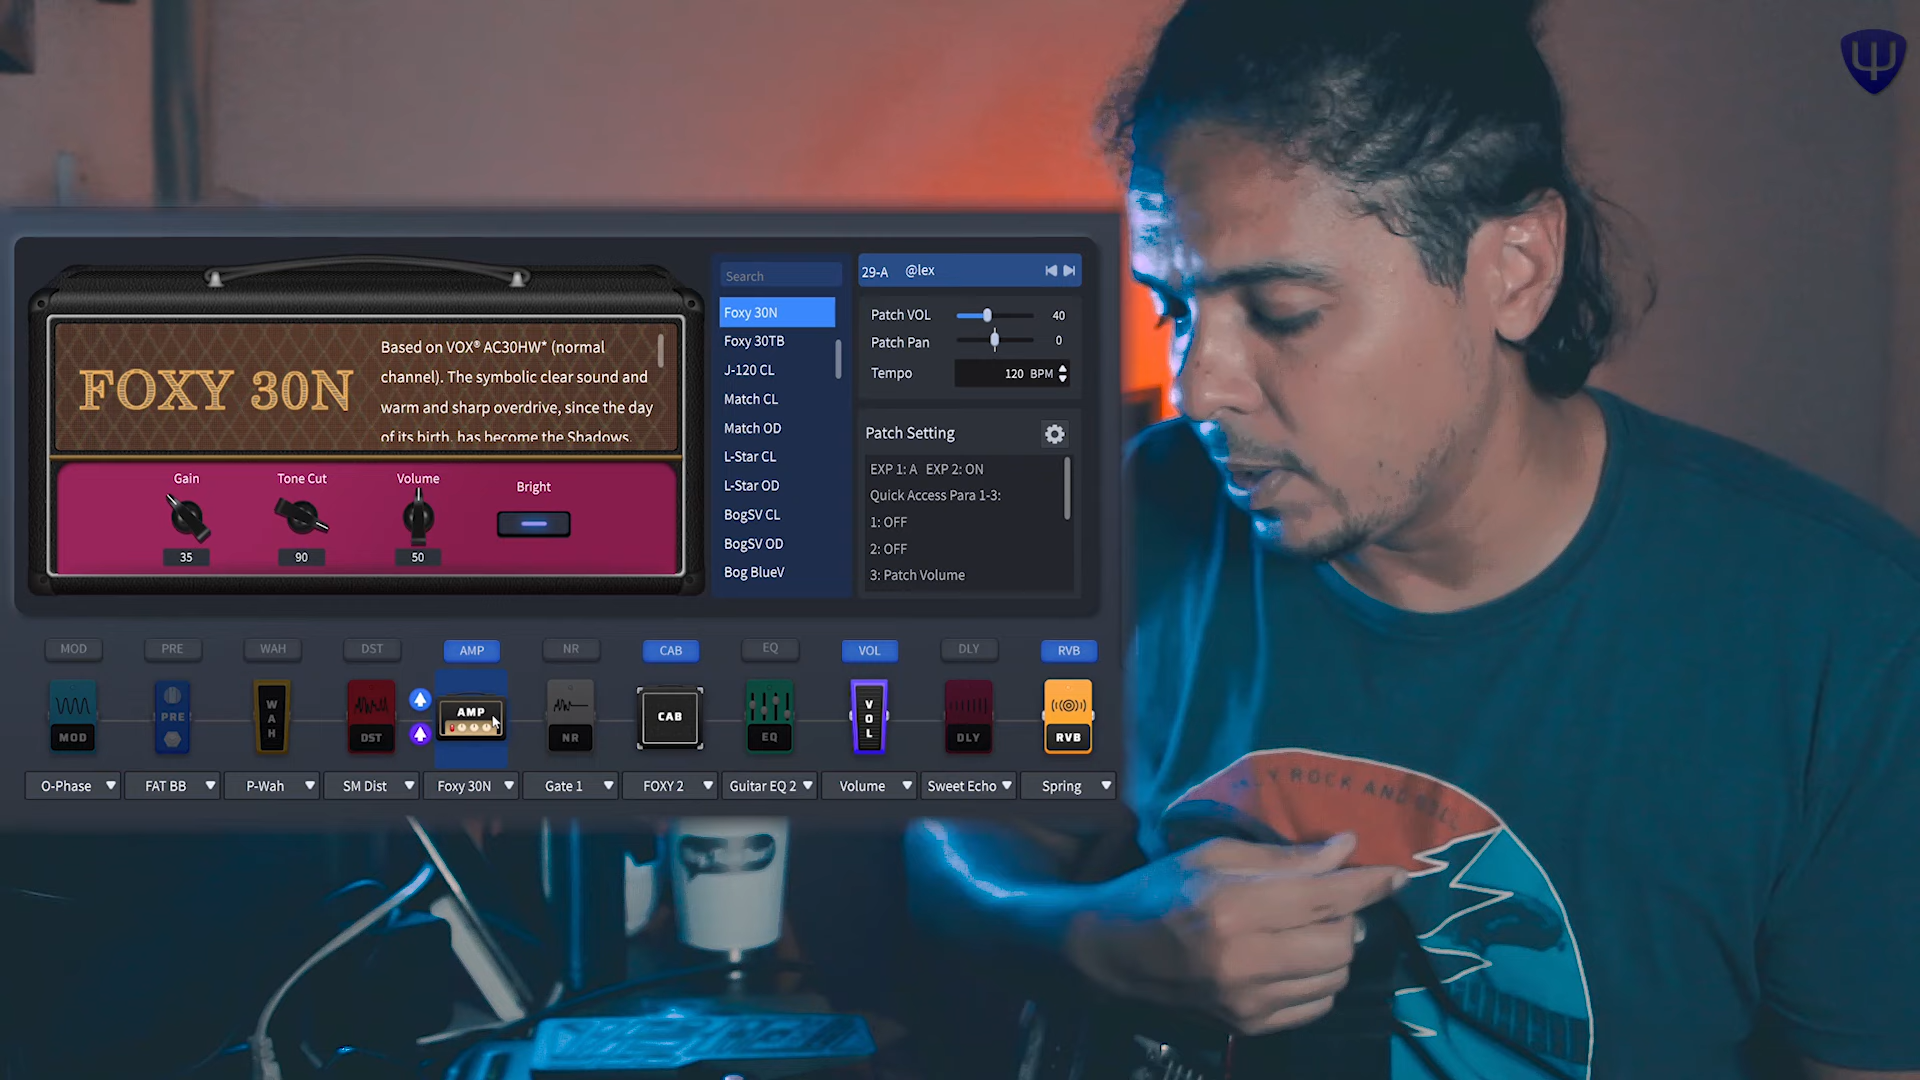 FOXY 30N
Based on VOX® AC30HW* (normal
channel). The symbolic clear sound and
warm and sharp overdrive, since the day
of its birth, has become the Shadows,
Gain
Tone Cut
Volume
Bright
35
90
50
Search
Foxy 30N
Foxy 30TB
J-120 CL
Match CL
Match OD
L-Star CL
L-Star OD
BogSV CL
BogSV OD
Bog BlueV
29-A @lex
Patch VOL 40
Patch Pan 0
Tempo 120 BPM
Patch Setting
EXP 1: A EXP 2: ON
Quick Access Para 1-3:
1: OFF
2: OFF
3: Patch Volume
MOD PRE WAH DST AMP NR CAB EQ VOL DLY RVB
MOD PRE WAH DST AMP NR CAB EQ VOL DLY RVB
O-Phase FAT BB P-Wah SM Dist Foxy 30N Gate 1 FOXY 2 Guitar EQ 2 Volume Sweet Echo Spring
ROCK AND ROLL